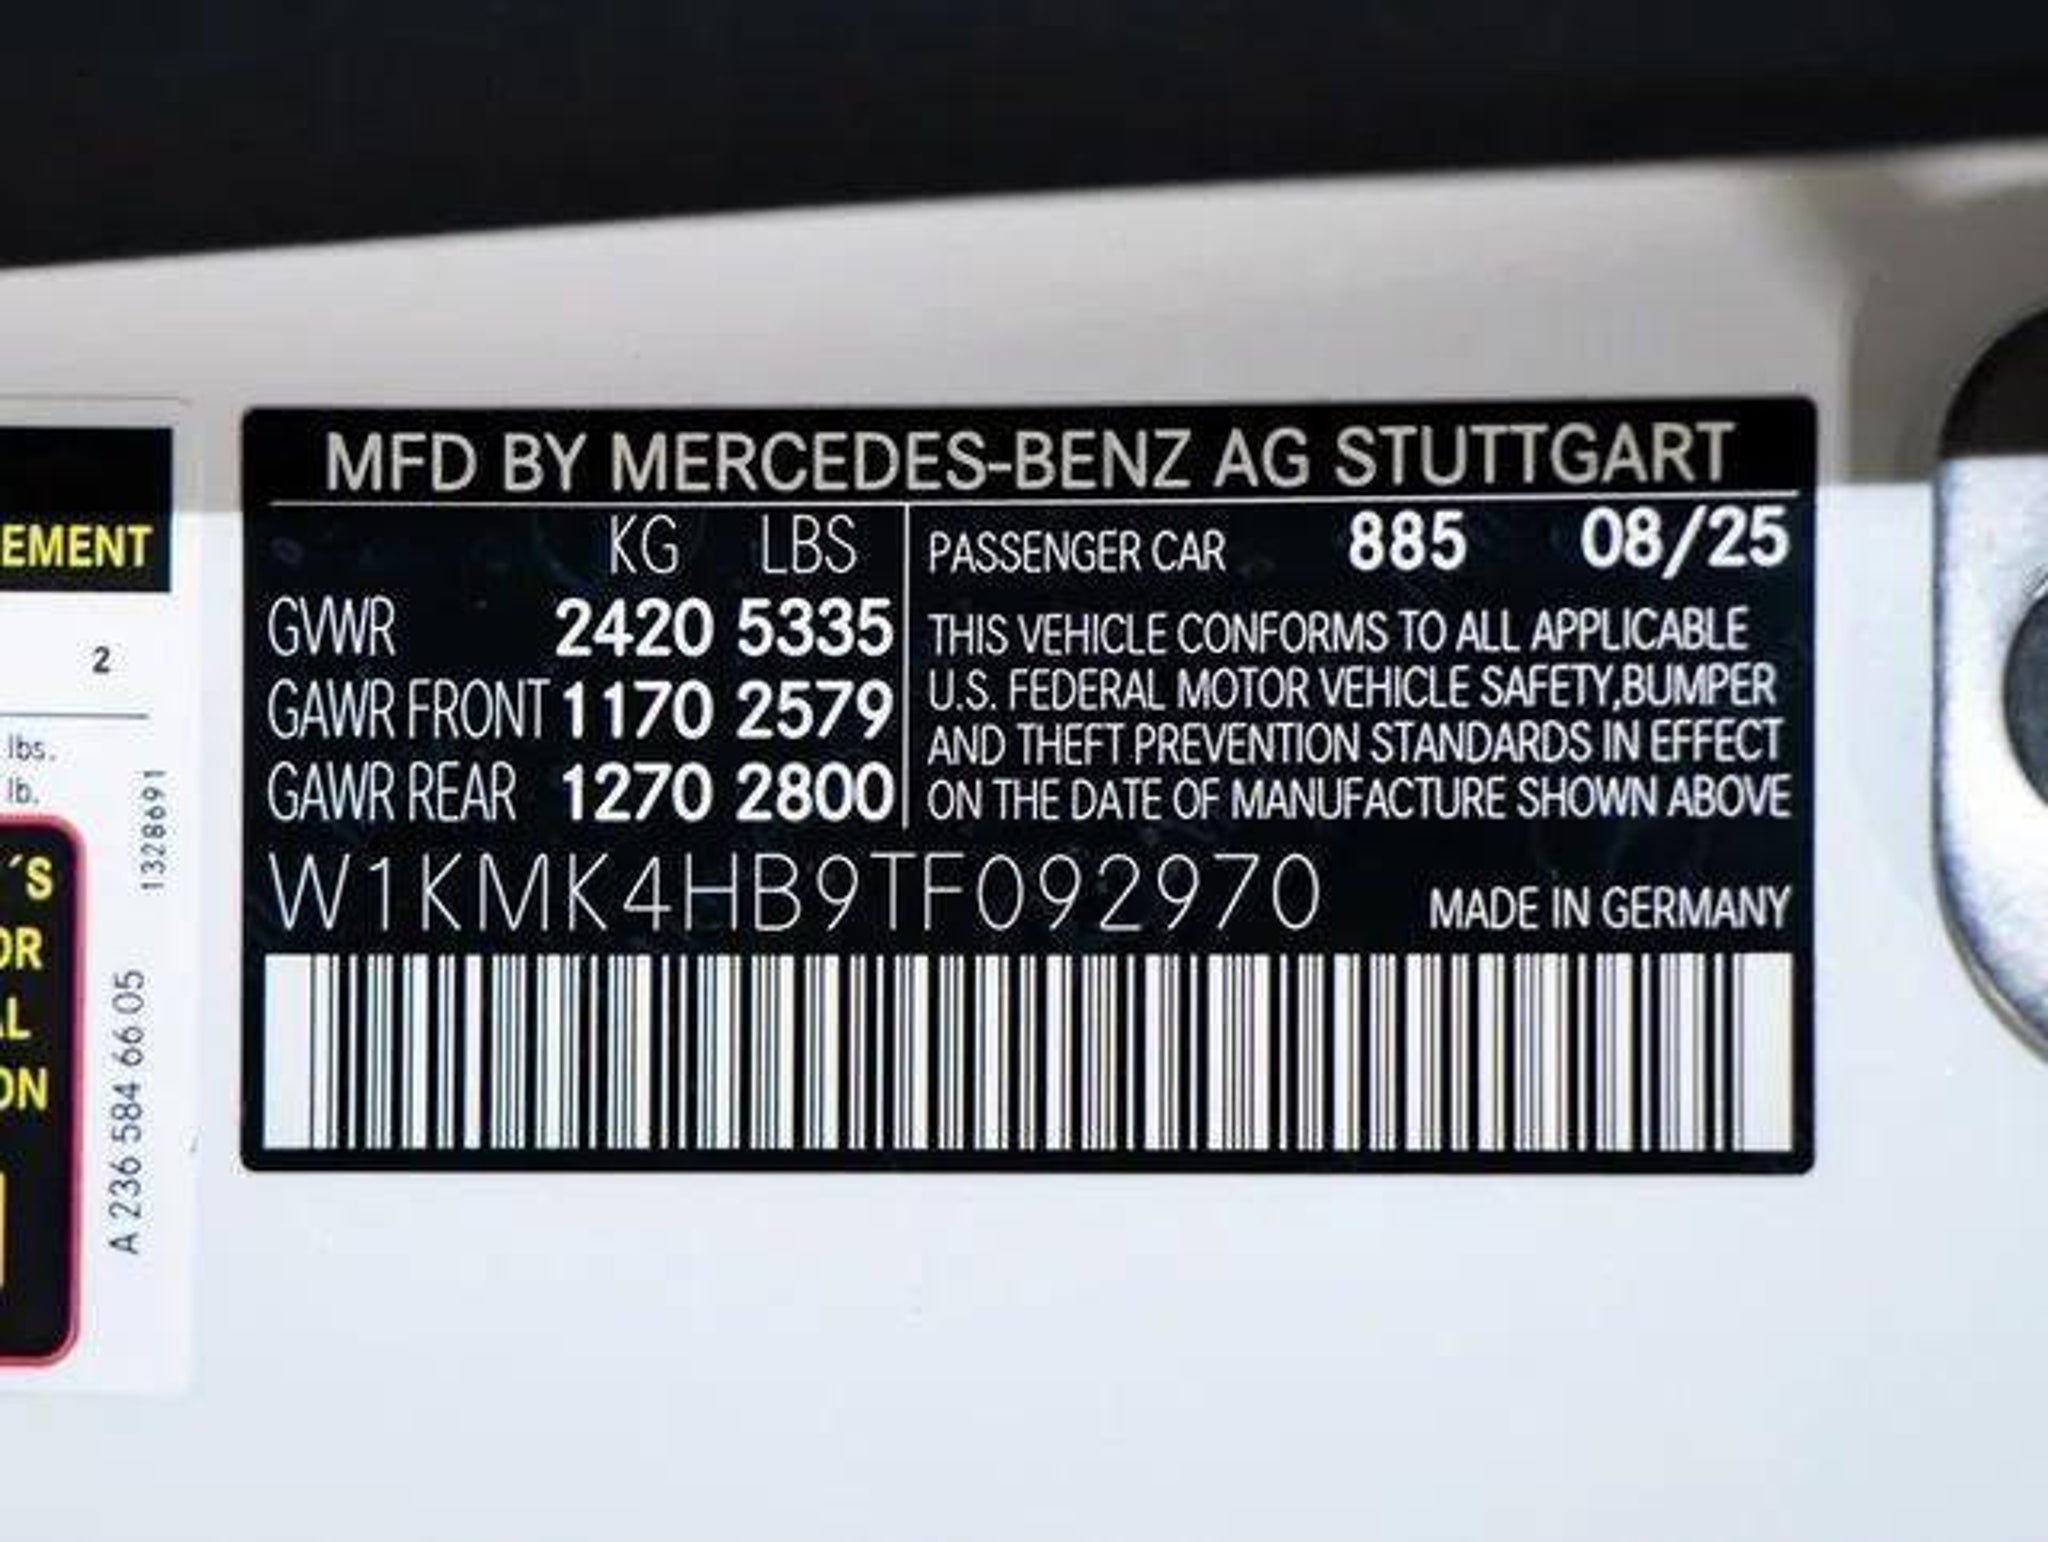 MFD BY MERCEDES-BENZ AG STUTTGART
KG LBS
GVWR 2420 5335
GAWR FRONT 1170 2579
GAWR REAR 1270 2800
PASSENGER CAR 885 08/25
THIS VEHICLE CONFORMS TO ALL APPLICABLE
U.S. FEDERAL MOTOR VEHICLE SAFETY,BUMPER
AND THEFT PREVENTION STANDARDS IN EFFECT
ON THE DATE OF MANUFACTURE SHOWN ABOVE
W1KMK4HB9TF092970
MADE IN GERMANY
EMENT
2
lbs.
lb.
1328691
´S
OR
AL
ON
A 236 584 66 05